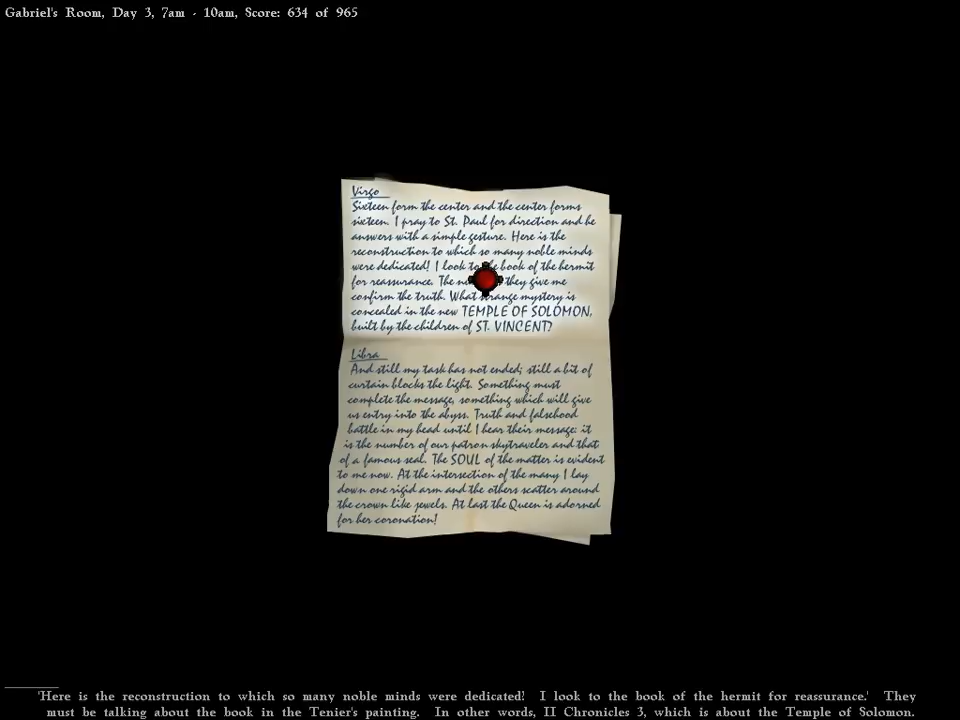 Gabriel's Room, Day 3, 7am - 10am, Score: 634 of 965
Virgo
Sixteen form the center and the center forms
sixteen. I pray to St. Paul for direction and he
answers with a simple gesture. Here is the
reconstruction to which so many noble minds
were dedicated! I look to the book of the hermit
for reassurance. The they give me
confirm the truth. What strange mystery is
concealed in the new TEMPLE OF SOLOMON,
built by the children of ST. VINCENT?
Libra
And still my task has not ended; still a bit of
curtain blocks the light. Something must
complete the message, something which will give
us entry into the abyss. Truth and falsehood
battle in my head until I hear their message: it
is the number of our patron skytraveler and that
of a famous seal. The SOUL of the matter is evident
to me now. At the intersection of the many I lay
down one rigid arm and the others scatter around
the crown like jewels. At last the Queen is adorned
for her coronation!
'Here is the reconstruction to which so many noble minds were dedicated! I look to the book of the hermit for reassurance.' They
must be talking about the book in the Tenier's painting. In other words, II Chronicles 3, which is about the Temple of Solomon.